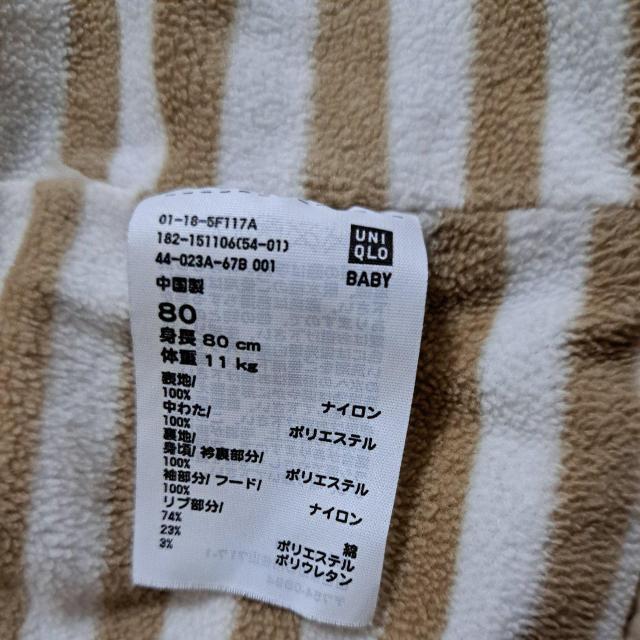 01-18-5F117A
182-151106(54-01)
44-023A-67B 001
中国製
UNI
QLO
BABY
80
身長 80 cm
体重 11 kg
表地/
100% ナイロン
中わた/
100% ポリエステル
裏地/
身頃/ 衿裏部分/
100% ポリエステル
袖部分/ フード/
100% ナイロン
リブ部分/
74% 綿
23% ポリエステル
3% ポリウレタン